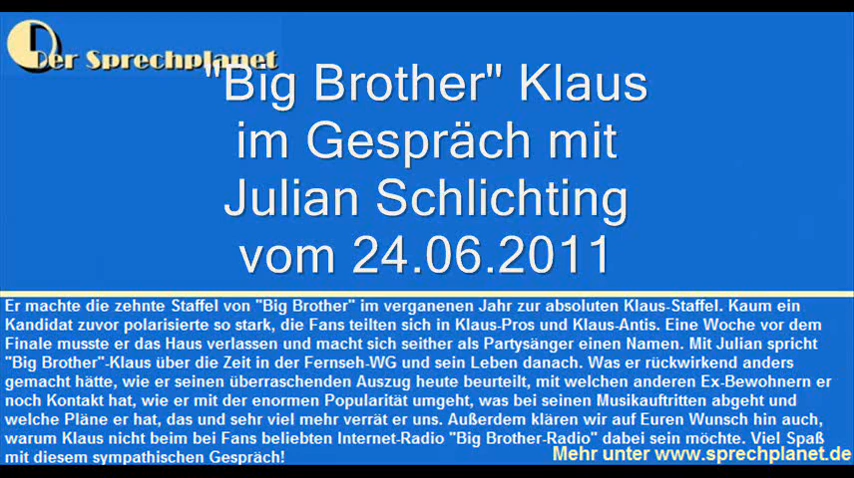 Der Sprechplanet
"Big Brother" Klaus
im Gespräch mit
Julian Schlichting
vom 24.06.2011
Er machte die zehnte Staffel von "Big Brother" im verganenen Jahr zur absoluten Klaus-Staffel. Kaum ein
Kandidat zuvor polarisierte so stark, die Fans teilten sich in Klaus-Pros und Klaus-Antis. Eine Woche vor dem
Finale musste er das Haus verlassen und macht sich seither als Partysänger einen Namen. Mit Julian spricht
"Big Brother"-Klaus über die Zeit in der Fernseh-WG und sein Leben danach. Was er rückwirkend anders
gemacht hätte, wie er seinen überraschenden Auszug heute beurteilt, mit welchen anderen Ex-Bewohnern er
noch Kontakt hat, wie er mit der enormen Popularität umgeht, was bei seinen Musikauftritten abgeht und
welche Pläne er hat, das und sehr viel mehr verrät er uns. Außerdem klären wir auf Euren Wunsch hin auch,
warum Klaus nicht beim bei Fans beliebten Internet-Radio "Big Brother-Radio" dabei sein möchte. Viel Spaß
mit diesem sympathischen Gespräch!
Mehr unter www.sprechplanet.de